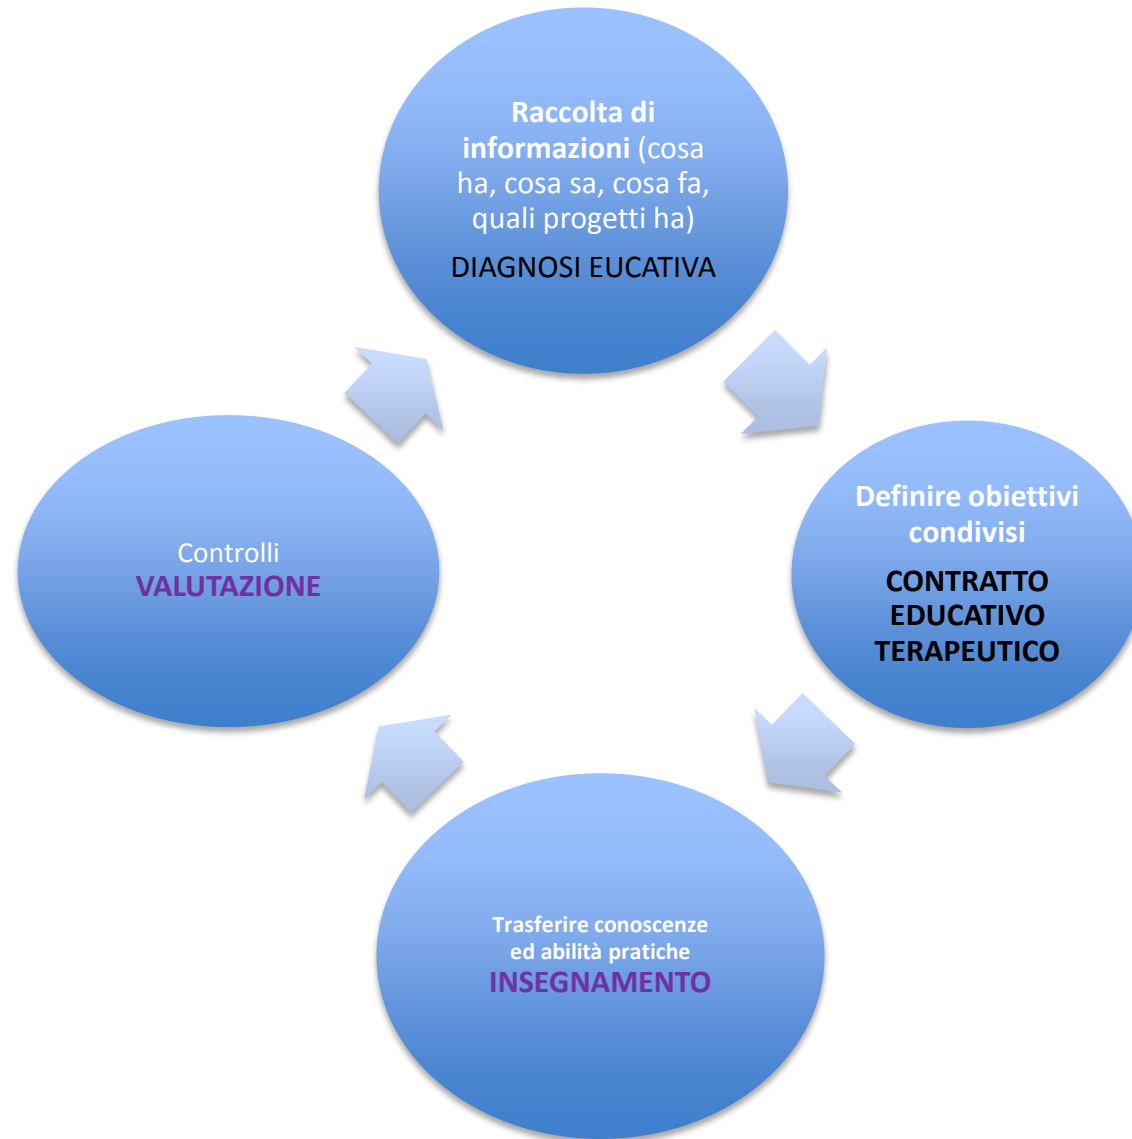 Raccolta di
informazioni (cosa
ha, cosa sa, cosa fa,
quali progetti ha)
DIAGNOSI EUCATIVA
Definire obiettivi
condivisi
CONTRATTO
EDUCATIVO
TERAPEUTICO
Trasferire conoscenze
ed abilità pratiche
INSEGNAMENTO
Controlli
VALUTAZIONE